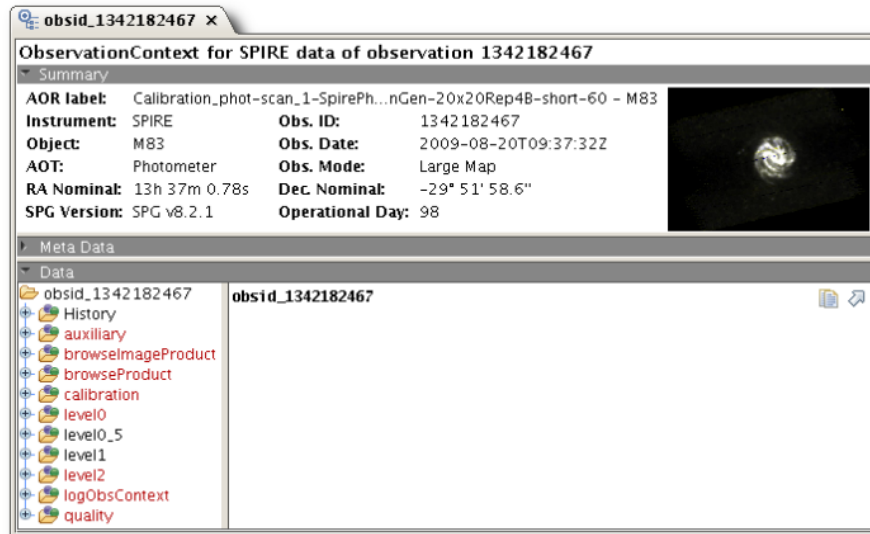 obsid_1342182467 ×
ObservationContext for SPIRE data of observation 1342182467
Summary
AOR label: Calibration_phot-scan_1-SpirePh...nGen-20x20Rep4B-short-60 - M83
Instrument: SPIRE Obs. ID: 1342182467
Object: M83 Obs. Date: 2009-08-20T09:37:32Z
AOT: Photometer Obs. Mode: Large Map
RA Nominal: 13h 37m 0.78s Dec. Nominal: -29° 51' 58.6"
SPG Version: SPG v8.2.1 Operational Day: 98
Meta Data
Data
obsid_1342182467 obsid_1342182467
History
auxiliary
browseImageProduct
browseProduct
calibration
level0
level0_5
level1
level2
logObsContext
quality